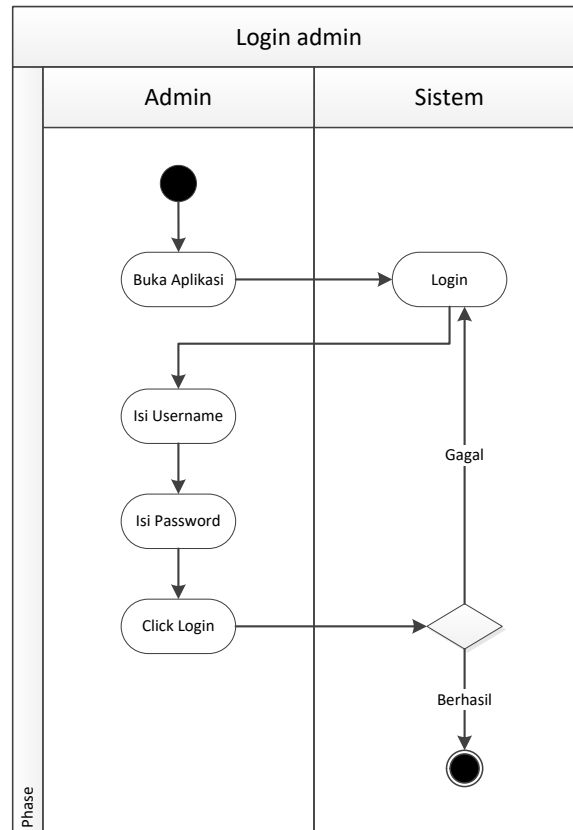 Login admin
Admin
Sistem
Buka Aplikasi
Login
Isi Username
Gagal
Isi Password
Click Login
Berhasil
Phase